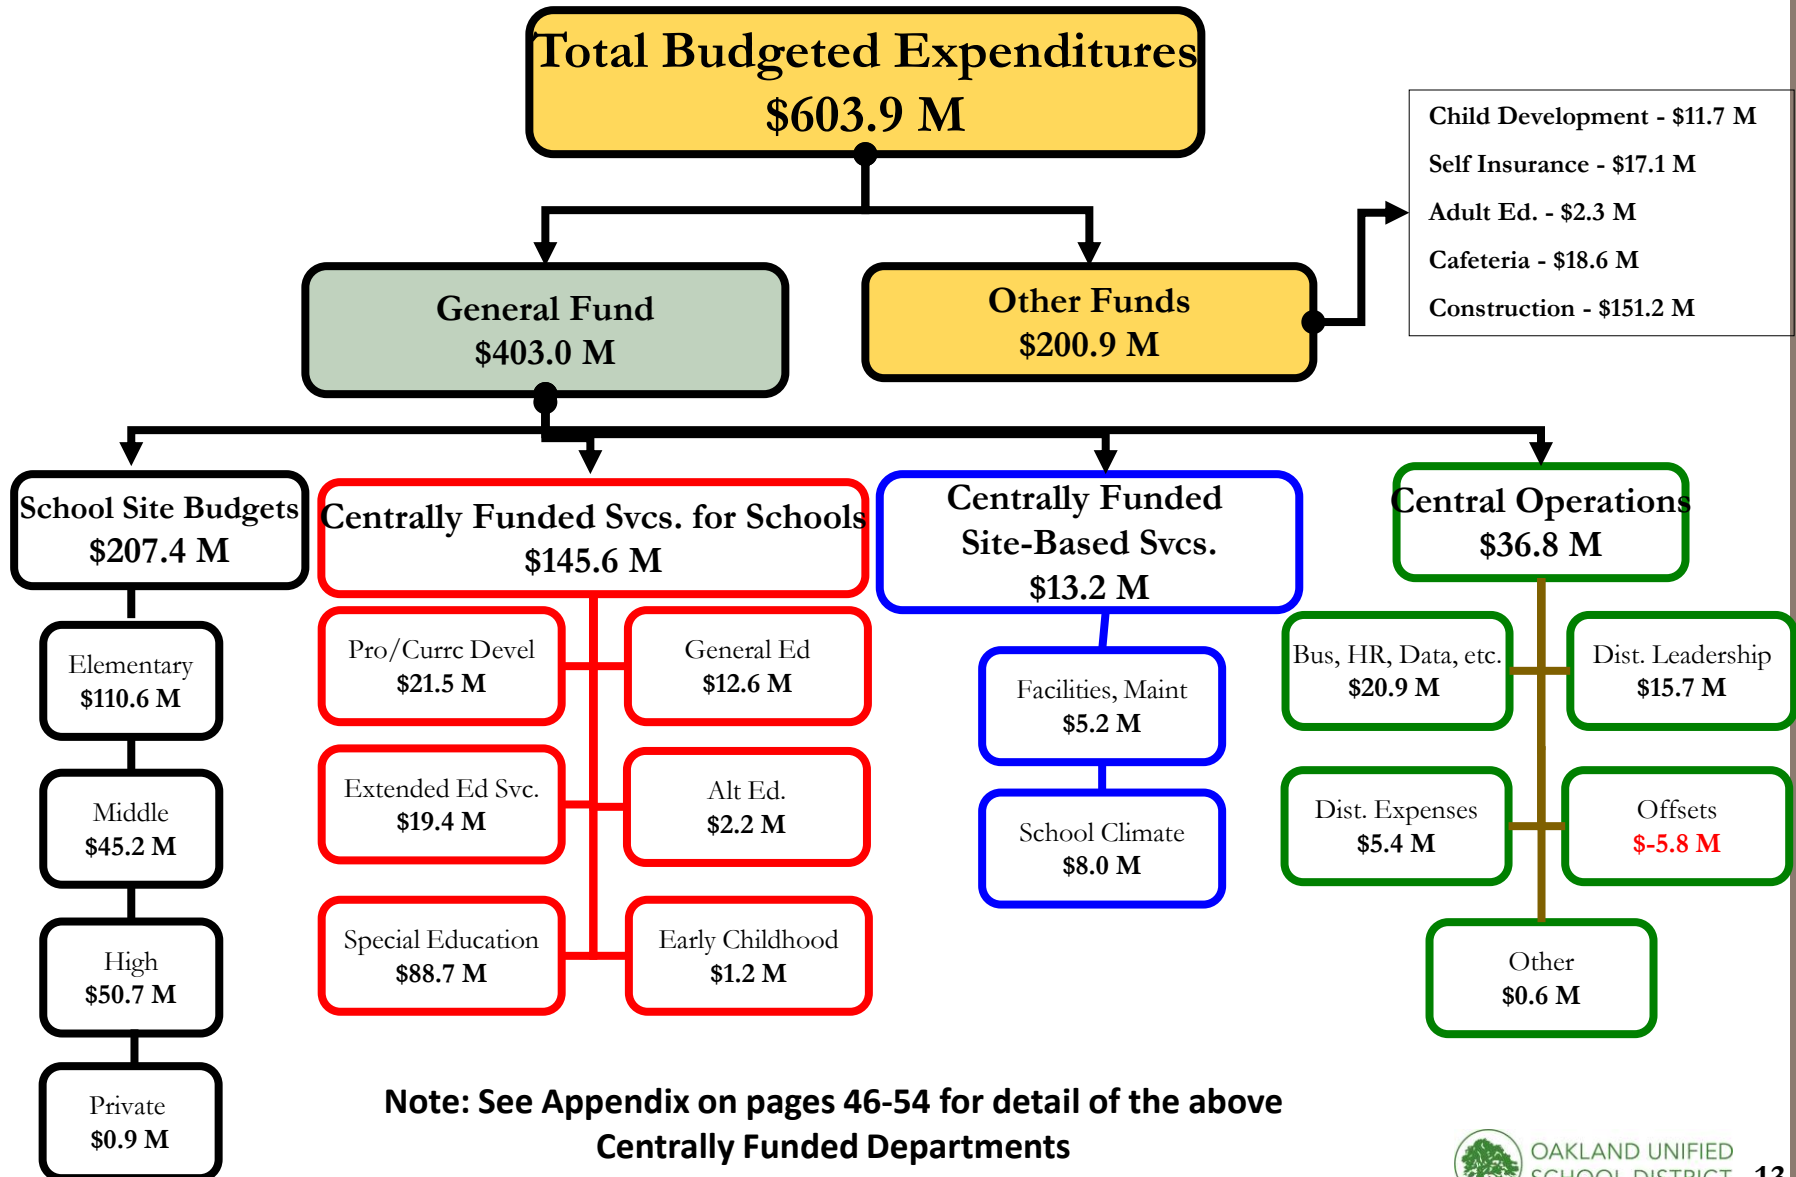 Total Budgeted Expenditures
$603.9 M
Child Development - $11.7 M
Self Insurance - $17.1 M
Adult Ed. - $2.3 M
Cafeteria - $18.6 M
Construction - $151.2 M
General Fund
$403.0 M
Other Funds
$200.9 M
School Site Budgets
$207.4 M
Elementary
$110.6 M
Middle
$45.2 M
High
$50.7 M
Private
$0.9 M
Centrally Funded Svcs. for Schools
$145.6 M
Pro/Currc Devel
$21.5 M
General Ed
$12.6 M
Extended Ed Svc.
$19.4 M
Alt Ed.
$2.2 M
Special Education
$88.7 M
Early Childhood
$1.2 M
Centrally Funded
Site-Based Svcs.
$13.2 M
Facilities, Maint
$5.2 M
School Climate
$8.0 M
Central Operations
$36.8 M
Bus, HR, Data, etc.
$20.9 M
Dist. Leadership
$15.7 M
Dist. Expenses
$5.4 M
Offsets
$-5.8 M
Other
$0.6 M
Note: See Appendix on pages 46-54 for detail of the above
Centrally Funded Departments
OAKLAND UNIFIED
SCHOOL DISTRICT
13